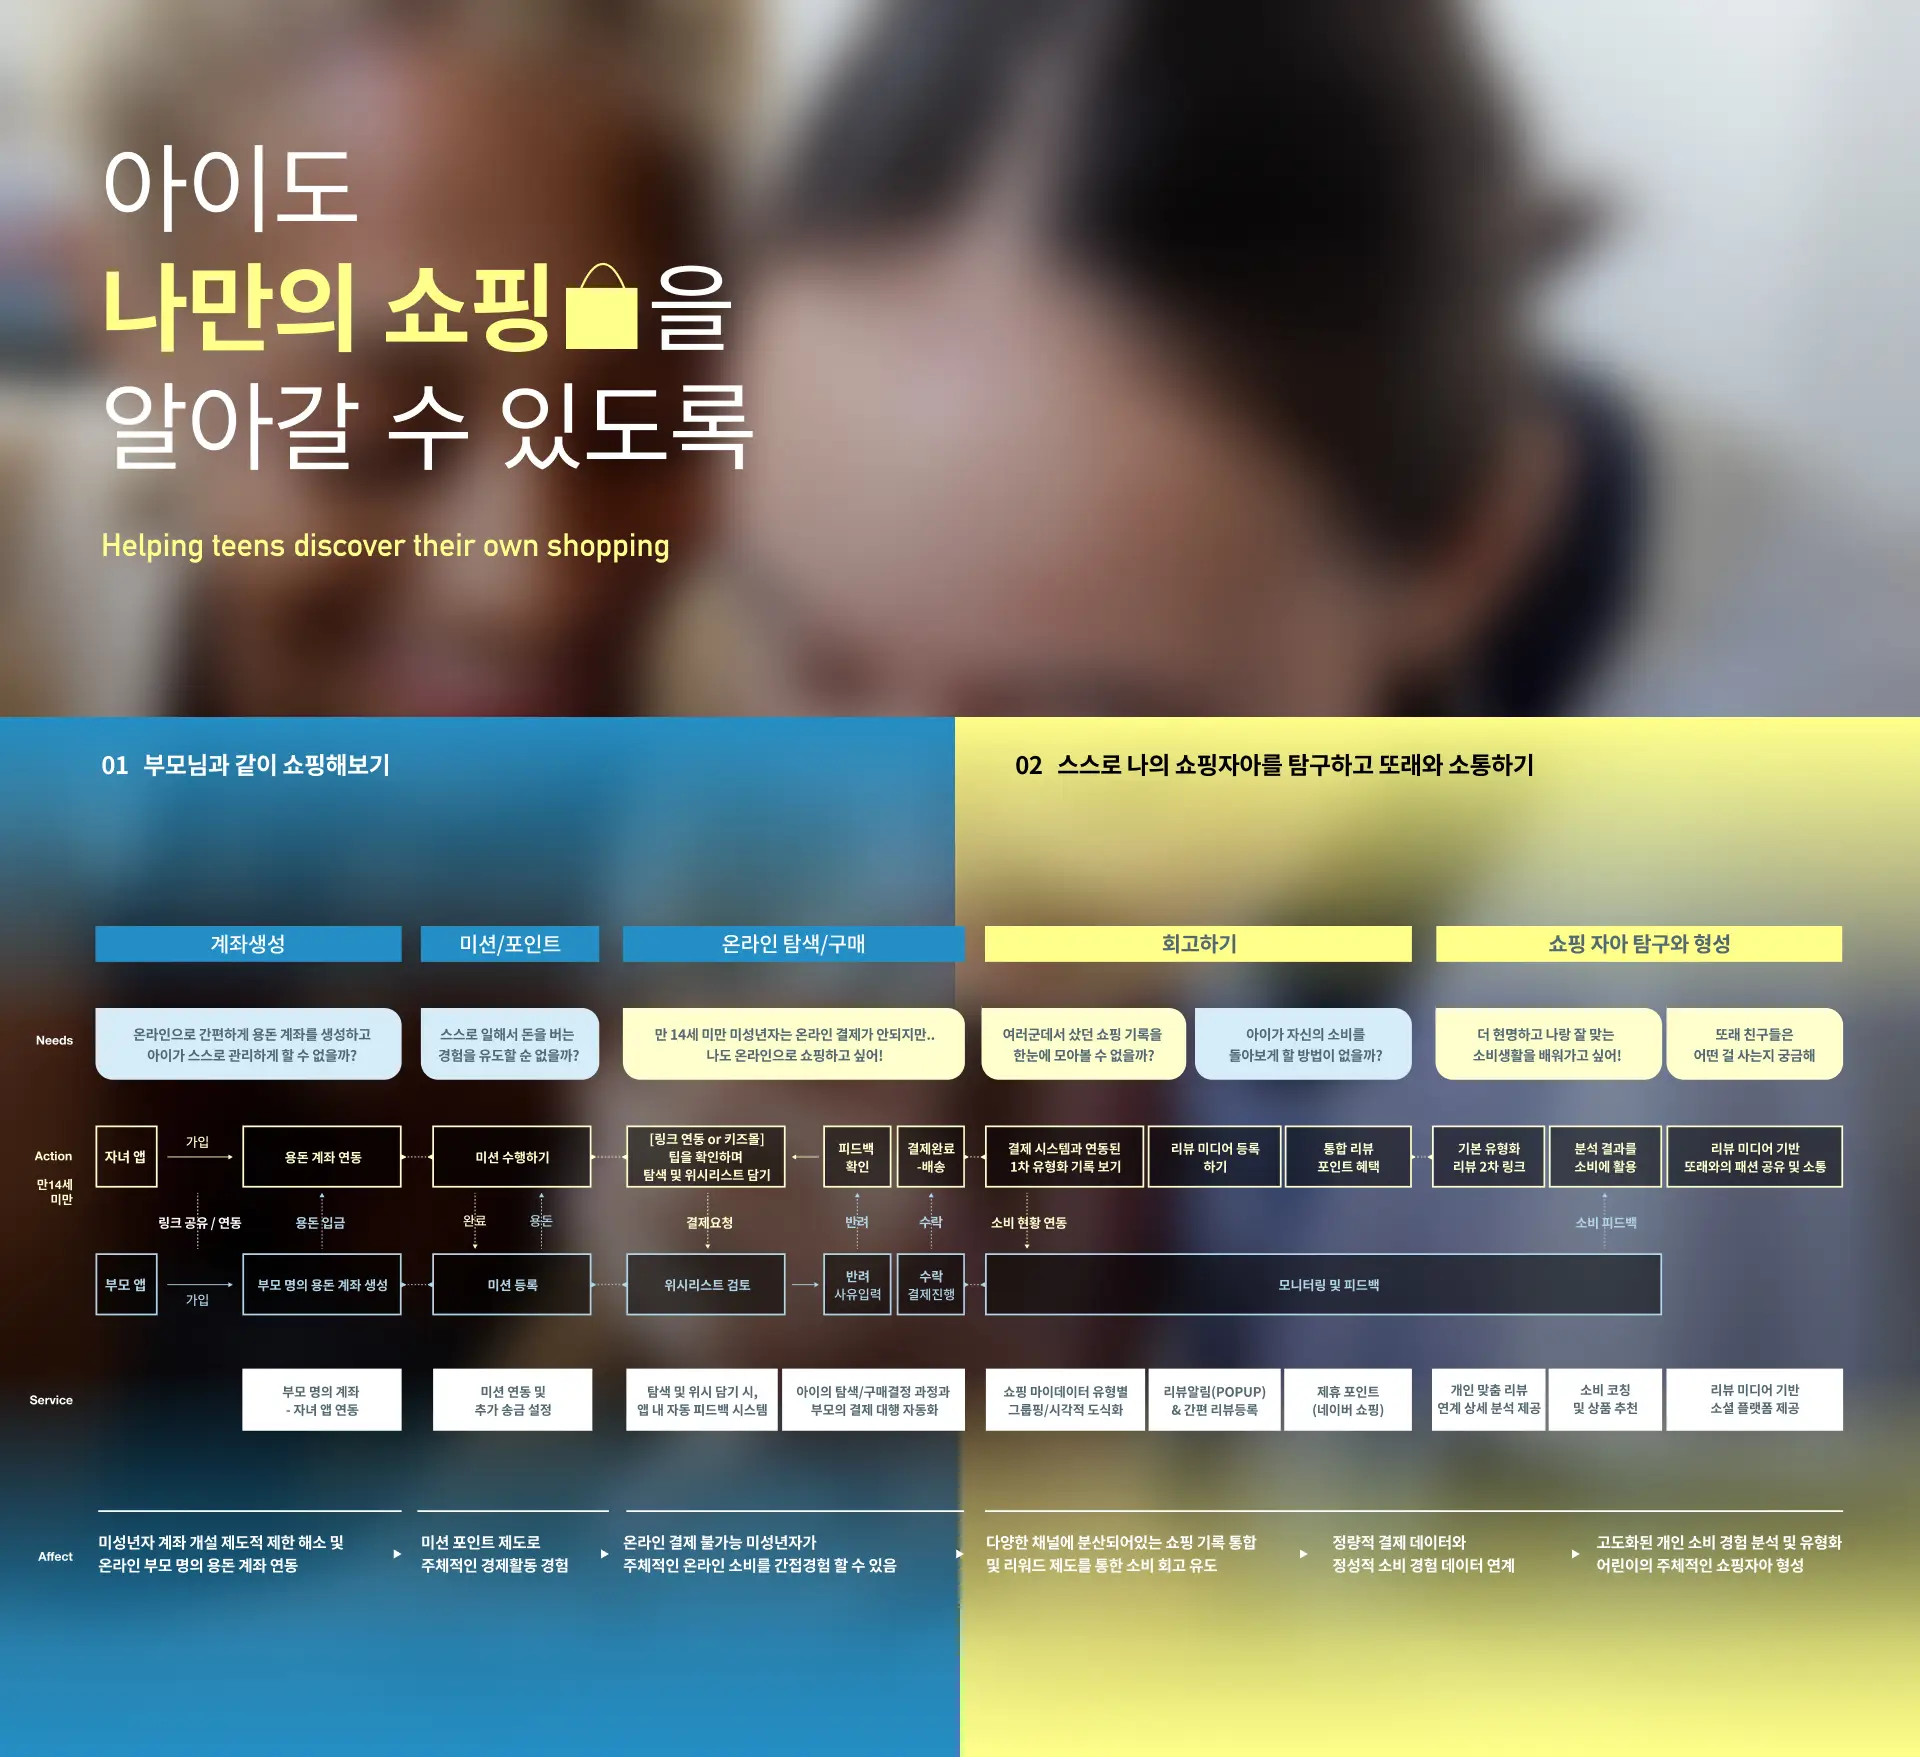 아이도
나만의 쇼핑을
알아갈 수 있도록
Helping teens discover their own shopping
01 부모님과 같이 쇼핑해보기
02 스스로 나의 쇼핑자아를 탐구하고 또래와 소통하기
계좌생성
미션/포인트
온라인 탐색/구매
회고하기
쇼핑 자아 탐구와 형성
Needs
온라인으로 간편하게 용돈 계좌를 생성하고
아이가 스스로 관리하게 할 수 없을까?
스스로 일해서 돈을 버는
경험을 유도할 순 없을까?
만 14세 미만 미성년자는 온라인 결제가 안되지만..
나도 온라인으로 쇼핑하고 싶어!
여러군데서 샀던 쇼핑 기록을
한눈에 모아볼 수 없을까?
아이가 자신의 소비를
돌아보게 할 방법이 없을까?
더 현명하고 나랑 잘 맞는
소비생활을 배워가고 싶어!
또래 친구들은
어떤 걸 사는지 궁금해
Action
만14세
미만
자녀 앱
가입
용돈 계좌 연동
미션 수행하기
[링크 연동 or 키즈몰]
팁을 확인하며
탐색 및 위시리스트 담기
피드백
확인
결제완료
-배송
결제 시스템과 연동된
1차 유형화 기록 보기
리뷰 미디어 등록
하기
통합 리뷰
포인트 혜택
기본 유형화
리뷰 2차 링크
분석 결과를
소비에 활용
리뷰 미디어 기반
또래와의 패션 공유 및 소통
링크 공유 / 연동
용돈 입금
완료
용돈
결제요청
반려
수락
소비 현황 연동
소비 피드백
부모 앱
가입
부모 명의 용돈 계좌 생성
미션 등록
위시리스트 검토
반려
사유입력
수락
결제진행
모니터링 및 피드백
Service
부모 명의 계좌
- 자녀 앱 연동
미션 연동 및
추가 송금 설정
탐색 및 위시 담기 시,
앱 내 자동 피드백 시스템
아이의 탐색/구매결정 과정과
부모의 결제 대행 자동화
쇼핑 마이데이터 유형별
그룹핑/시각적 도식화
리뷰알림(POPUP)
& 간편 리뷰등록
제휴 포인트
(네이버 쇼핑)
개인 맞춤 리뷰
연계 상세 분석 제공
소비 코칭
및 상품 추천
리뷰 미디어 기반
소셜 플랫폼 제공
Affect
미성년자 계좌 개설 제도적 제한 해소 및
온라인 부모 명의 용돈 계좌 연동
미션 포인트 제도로
주체적인 경제활동 경험
온라인 결제 불가능 미성년자가
주체적인 온라인 소비를 간접경험 할 수 있음
다양한 채널에 분산되어있는 쇼핑 기록 통합
및 리워드 제도를 통한 소비 회고 유도
정량적 결제 데이터와
정성적 소비 경험 데이터 연계
고도화된 개인 소비 경험 분석 및 유형화
어린이의 주체적인 쇼핑자아 형성